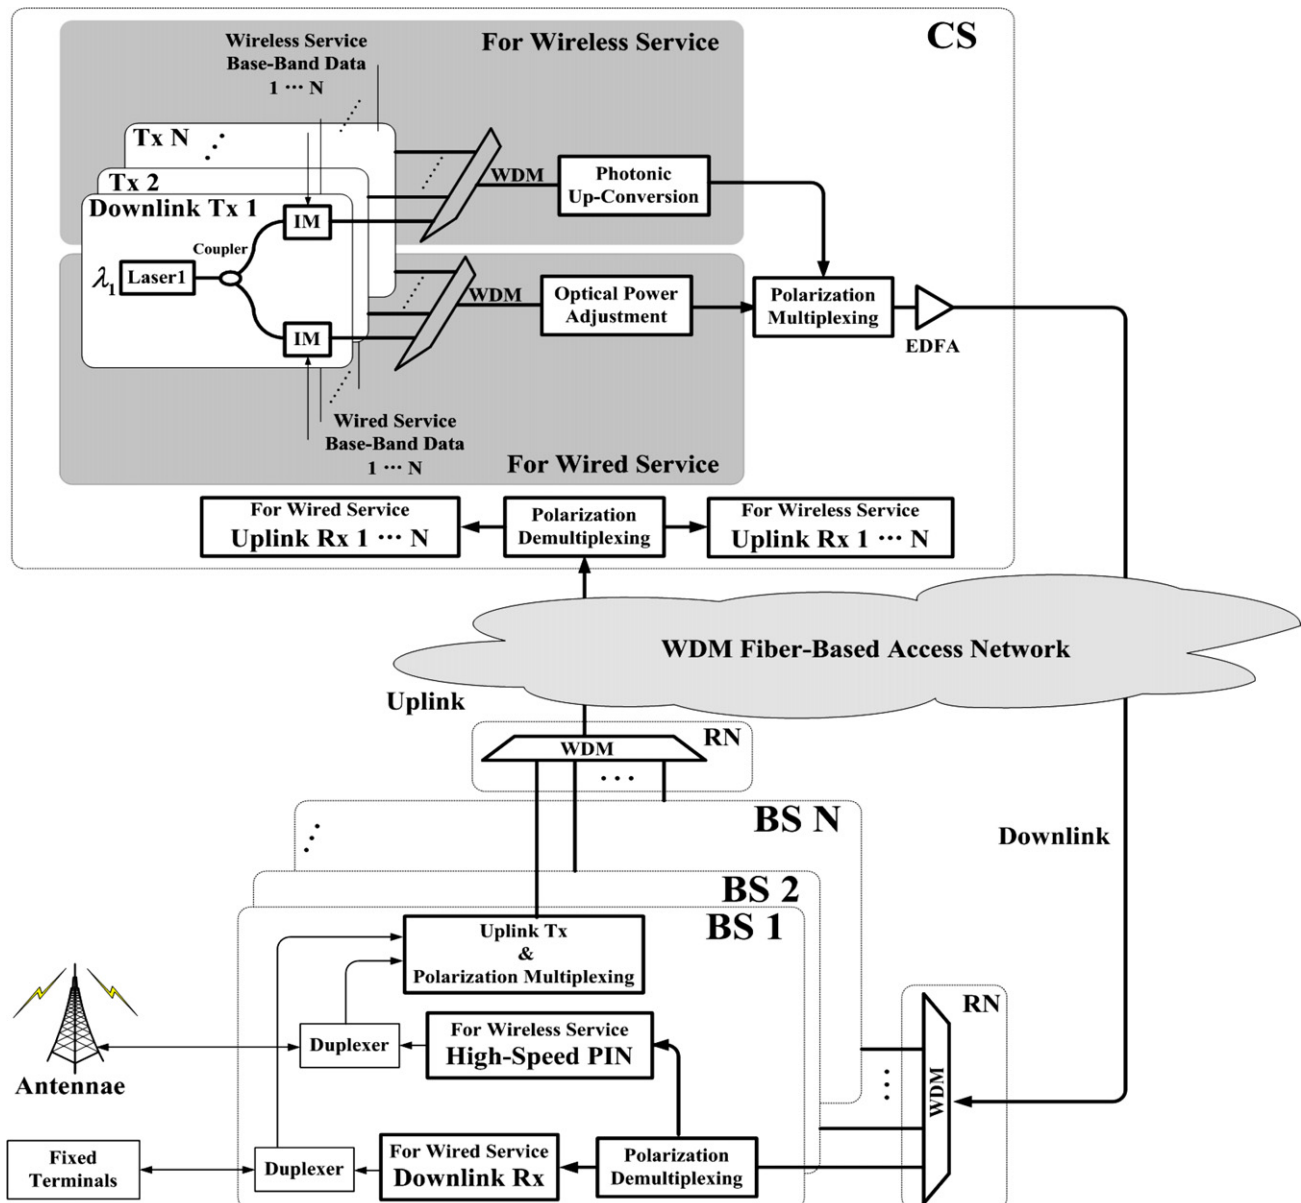 CS
For Wireless Service
Wireless Service
Base-Band Data
1 ··· N
Tx N
Tx 2
Downlink Tx 1
IM
Coupler
λ1
Laser1
IM
WDM
Photonic
Up-Conversion
WDM
Optical Power
Adjustment
Polarization
Multiplexing
EDFA
Wired Service
Base-Band Data
1 ··· N
For Wired Service
For Wired Service
Uplink Rx 1 ··· N
Polarization
Demultiplexing
For Wireless Service
Uplink Rx 1 ··· N
WDM Fiber-Based Access Network
Uplink
RN
WDM
Downlink
BS N
BS 2
BS 1
Uplink Tx
&
Polarization Multiplexing
For Wireless Service
High-Speed PIN
Duplexer
Antennae
RN
WDM
Fixed
Terminals
Duplexer
For Wired Service
Downlink Rx
Polarization
Demultiplexing